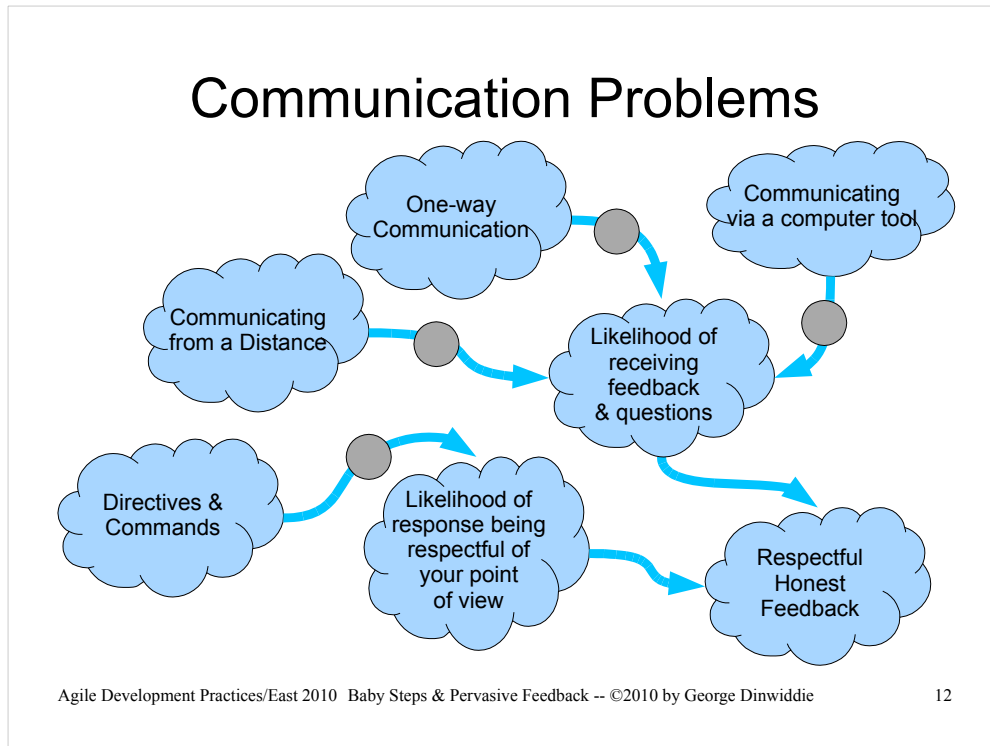 Communication Problems
One-way
Communication
Communicating
via a computer tool
Communicating
from a Distance
Likelihood of
receiving
feedback
& questions
Directives &
Commands
Likelihood of
response being
respectful of
your point
of view
Respectful
Honest
Feedback
Agile Development Practices/East 2010 Baby Steps & Pervasive Feedback -- ©2010 by George Dinwiddie 12